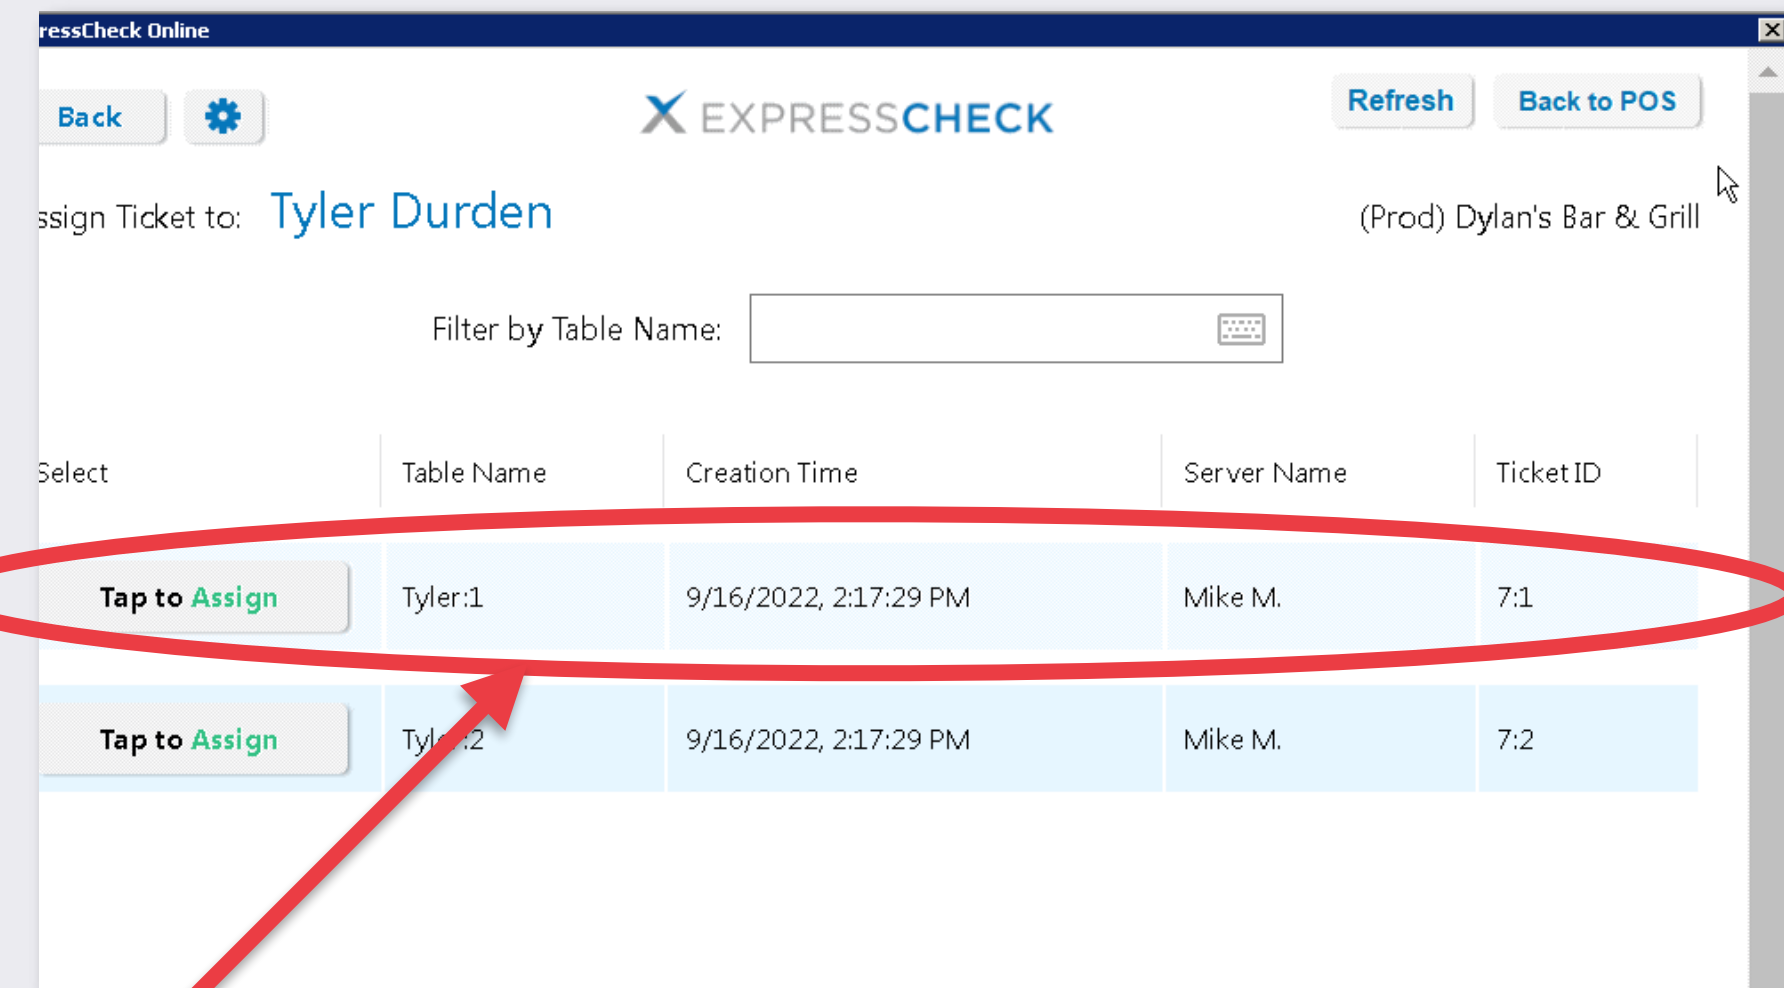 ressCheck Online
Back
EXPRESSCHECK
Refresh
Back to POS
ssign Ticket to: Tyler Durden
(Prod) Dylan's Bar & Grill
Filter by Table Name:
Select Table Name Creation Time Server Name Ticket ID
Tap to Assign Tyler:1 9/16/2022, 2:17:29 PM Mike M. 7:1
Tap to Assign Tyler:2 9/16/2022, 2:17:29 PM Mike M. 7:2